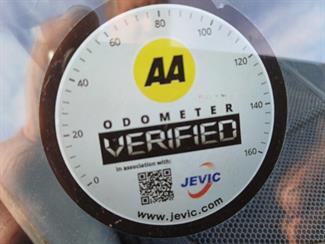 0 20 40 60 80 100 120 140 160
AA
ODOMETER
VERIFIED
In association with:
JEVIC
www.jevic.com